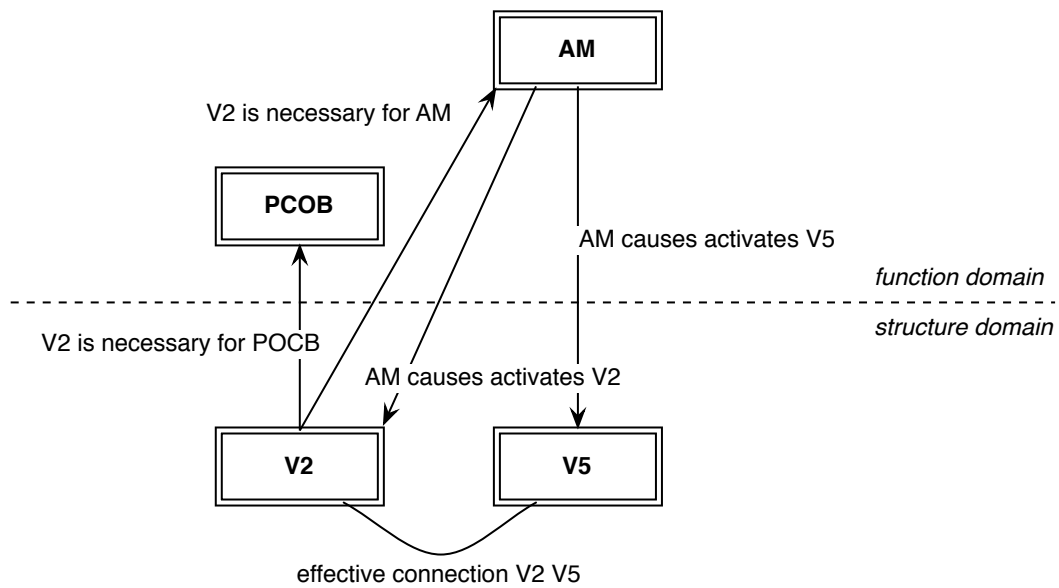 AM
V2 is necessary for AM
PCOB
AM causes activates V5
function domain
structure domain
V2 is necessary for POCB
AM causes activates V2
V2
V5
effective connection V2 V5